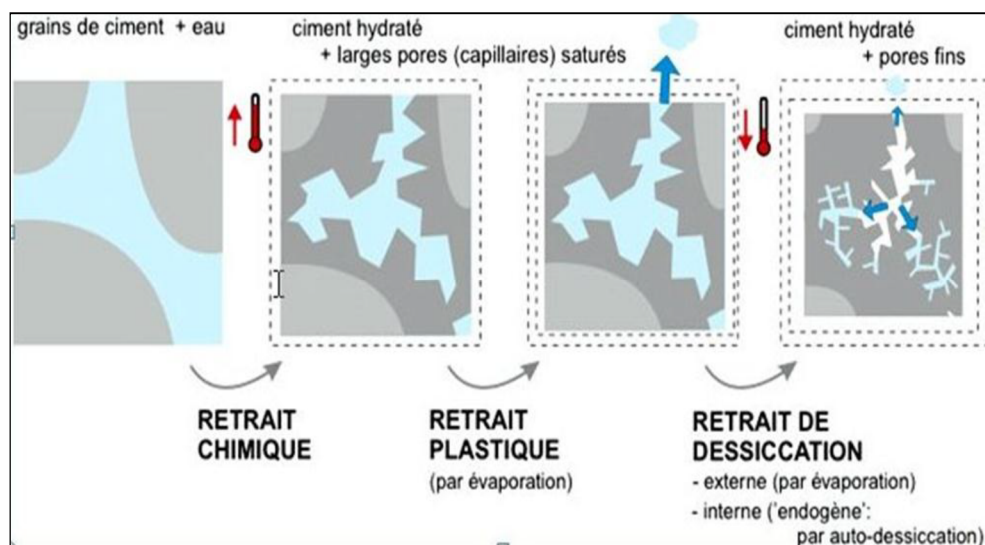 grains de ciment + eau
ciment hydraté
+ larges pores (capillaires) saturés
ciment hydraté
+ pores fins
RETRAIT
CHIMIQUE
RETRAIT
PLASTIQUE
(par évaporation)
RETRAIT DE
DESSICCATION
- externe (par évaporation)
- interne ('endogène':
par auto-dessiccation)